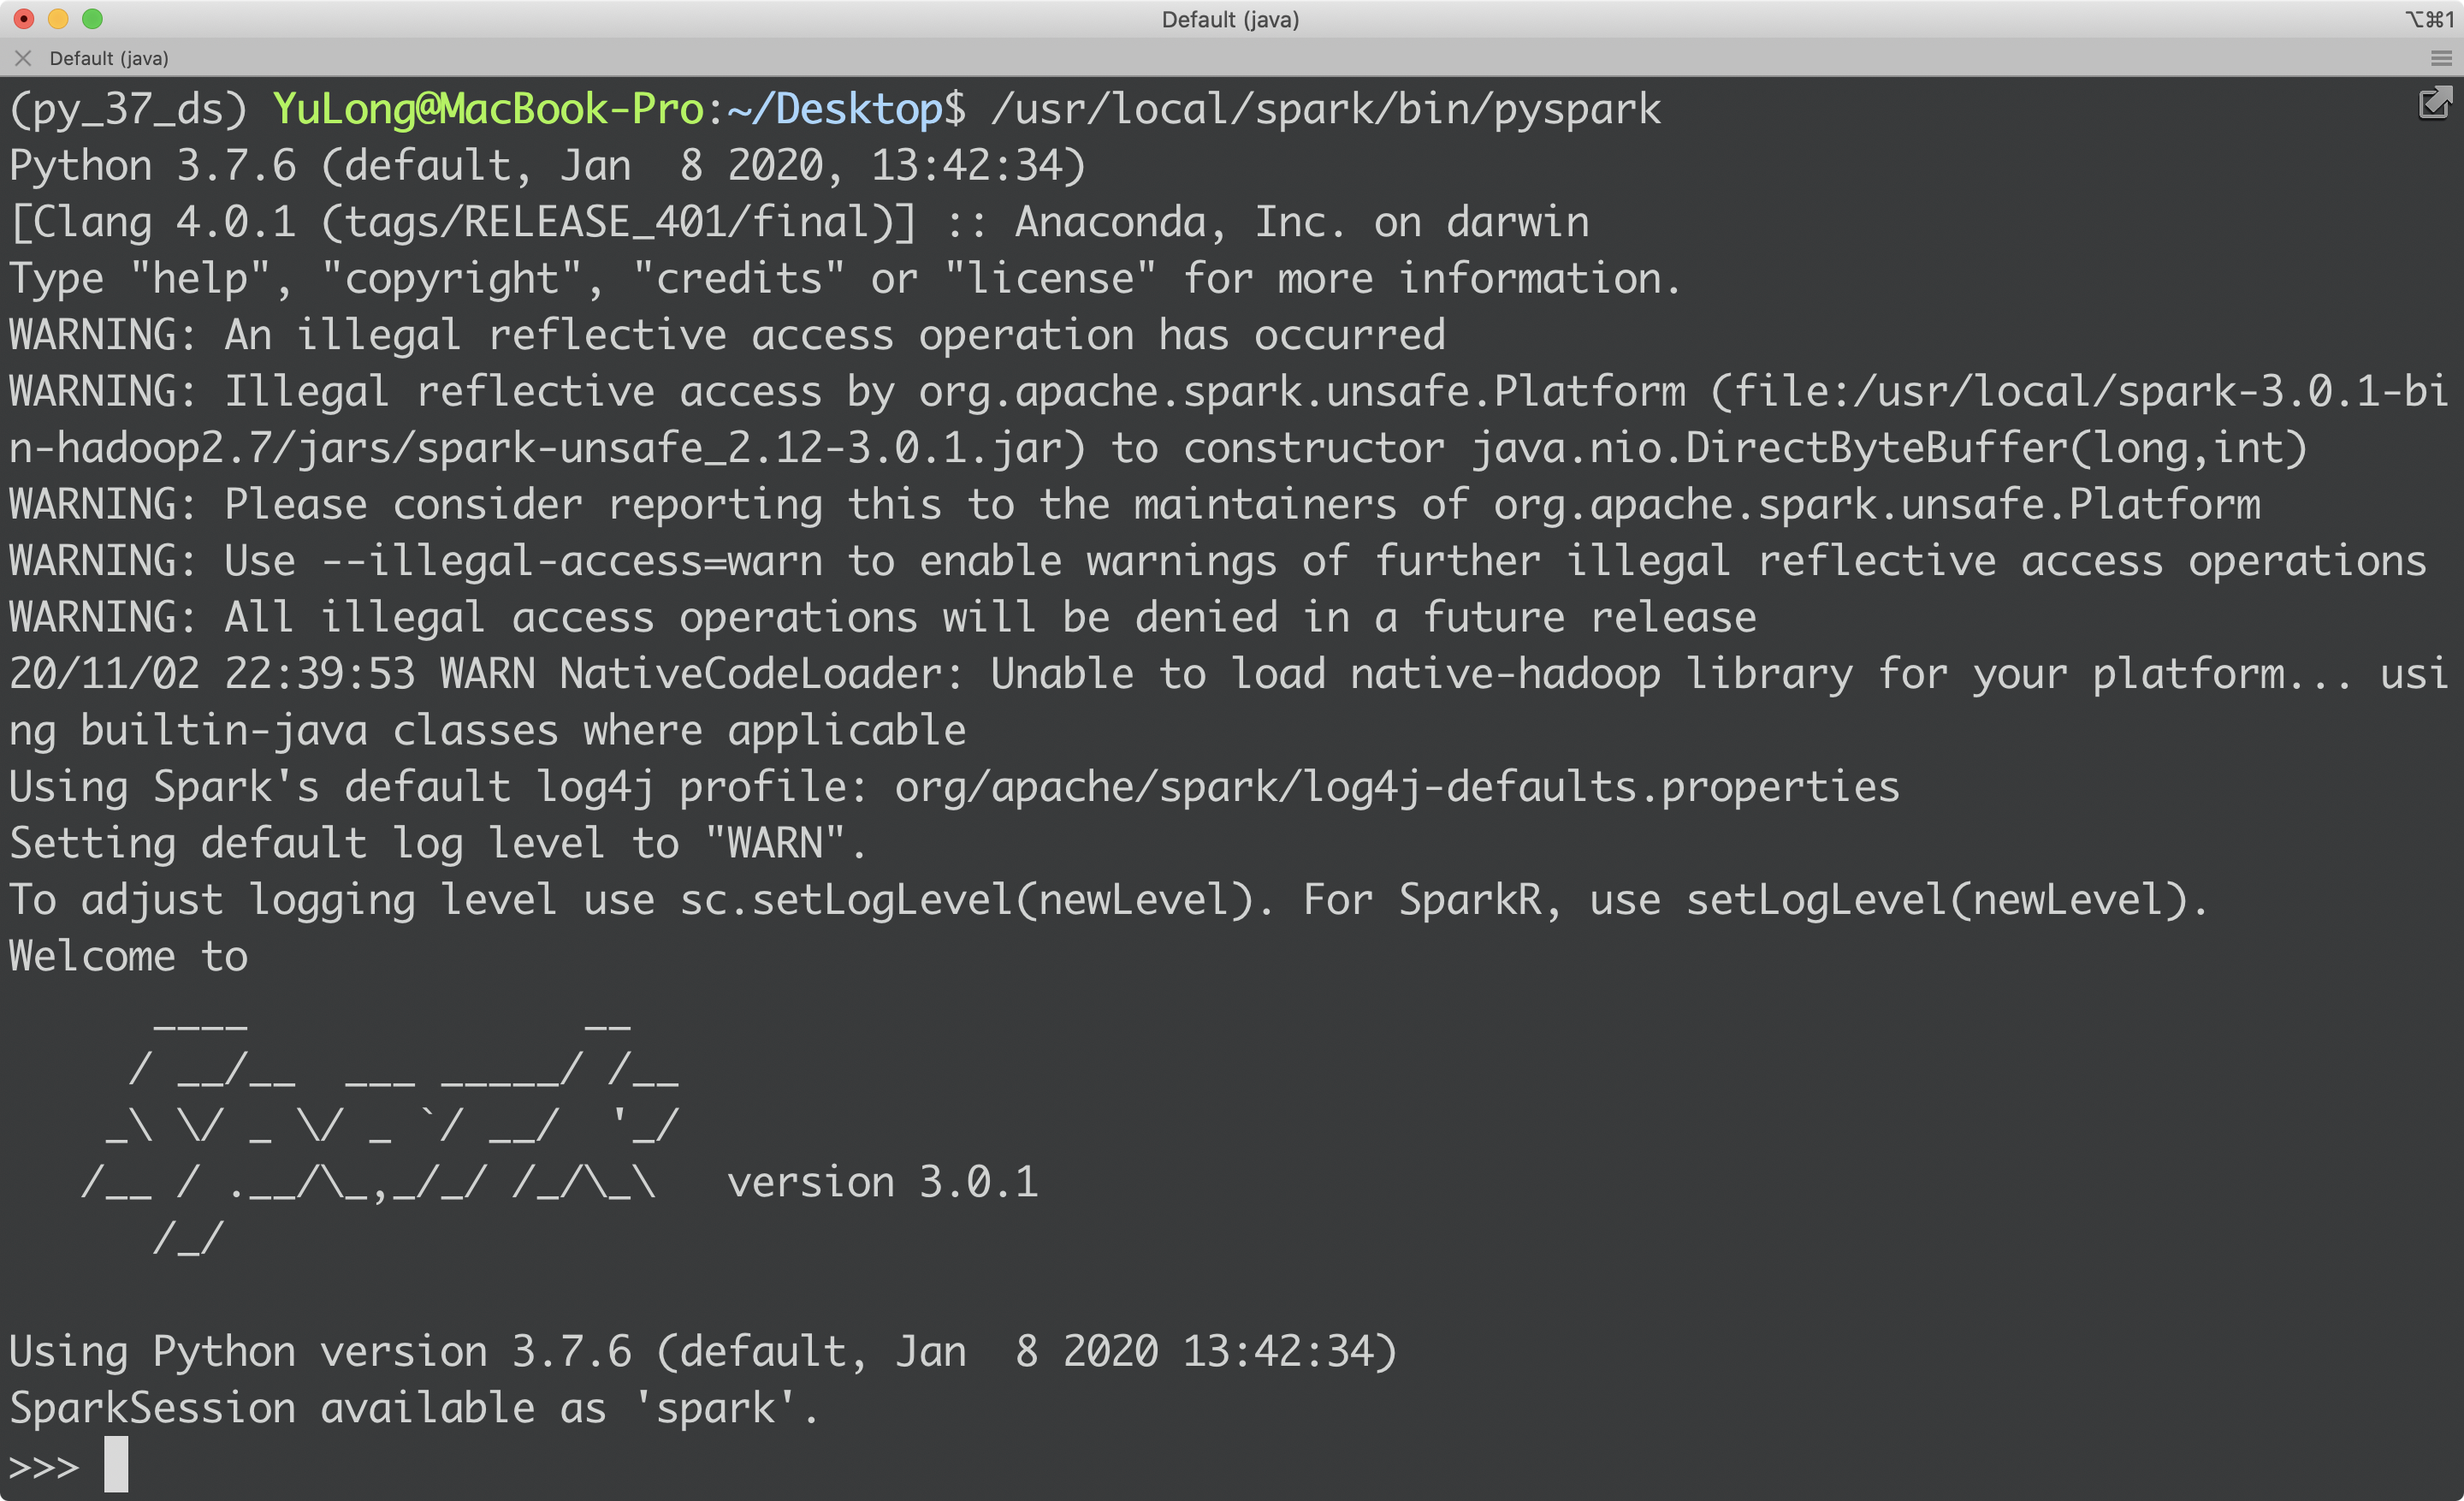 Default (java)
⌥⌘1
Default (java)
(py_37_ds) YuLong@MacBook-Pro:~/Desktop$ /usr/local/spark/bin/pyspark
Python 3.7.6 (default, Jan  8 2020, 13:42:34)
[Clang 4.0.1 (tags/RELEASE_401/final)] :: Anaconda, Inc. on darwin
Type "help", "copyright", "credits" or "license" for more information.
WARNING: An illegal reflective access operation has occurred
WARNING: Illegal reflective access by org.apache.spark.unsafe.Platform (file:/usr/local/spark-3.0.1-bi
n-hadoop2.7/jars/spark-unsafe_2.12-3.0.1.jar) to constructor java.nio.DirectByteBuffer(long,int)
WARNING: Please consider reporting this to the maintainers of org.apache.spark.unsafe.Platform
WARNING: Use --illegal-access=warn to enable warnings of further illegal reflective access operations
WARNING: All illegal access operations will be denied in a future release
20/11/02 22:39:53 WARN NativeCodeLoader: Unable to load native-hadoop library for your platform... usi
ng builtin-java classes where applicable
Using Spark's default log4j profile: org/apache/spark/log4j-defaults.properties
Setting default log level to "WARN".
To adjust logging level use sc.setLogLevel(newLevel). For SparkR, use setLogLevel(newLevel).
Welcome to
      ____              __
     / __/__  ___ _____/ /__
    _\ \/ _ \/ _ `/ __/  '_/
   /__ / .__/\_,_/_/ /_/\_\   version 3.0.1
      /_/
Using Python version 3.7.6 (default, Jan  8 2020 13:42:34)
SparkSession available as 'spark'.
>>>